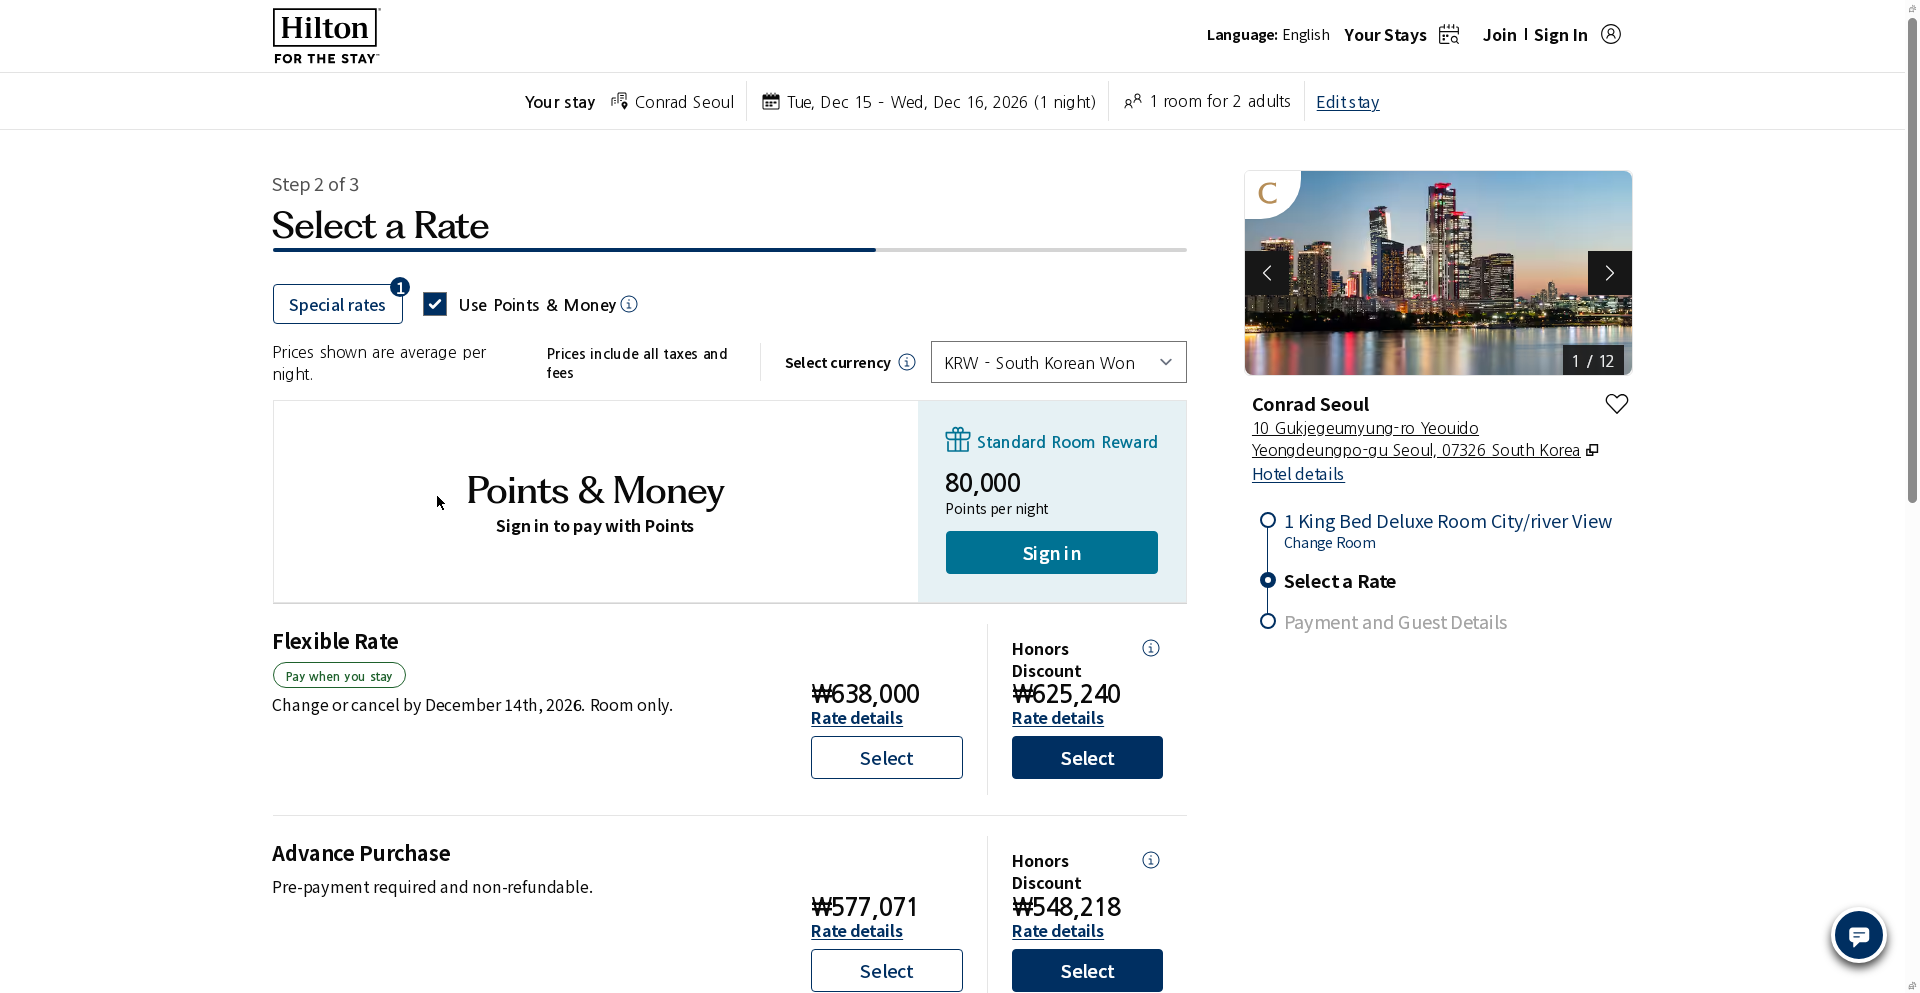 Hilton
FOR THE STAY
Language: English
Your Stays
Join | Sign In
Your stay
Conrad Seoul
Tue, Dec 15 - Wed, Dec 16, 2026 (1 night)
1 room for 2 adults
Edit stay
Step 2 of 3
Select a Rate
Special rates
1
Use Points & Money
Prices shown are average per
night.
Prices include all taxes and
fees
Select currency
KRW - South Korean Won
Points & Money
Sign in to pay with Points
Standard Room Reward
80,000
Points per night
Sign in
Flexible Rate
Pay when you stay
Change or cancel by December 14th, 2026. Room only.
₩638,000
Rate details
Select
Honors
Discount
₩625,240
Rate details
Select
Advance Purchase
Pre-payment required and non-refundable.
₩577,071
Rate details
Select
Honors
Discount
₩548,218
Rate details
Select
C
1 / 12
Conrad Seoul
10 Gukjegeumyung-ro Yeouido
Yeongdeungpo-gu Seoul, 07326 South Korea
Hotel details
1 King Bed Deluxe Room City/river View
Change Room
Select a Rate
Payment and Guest Details